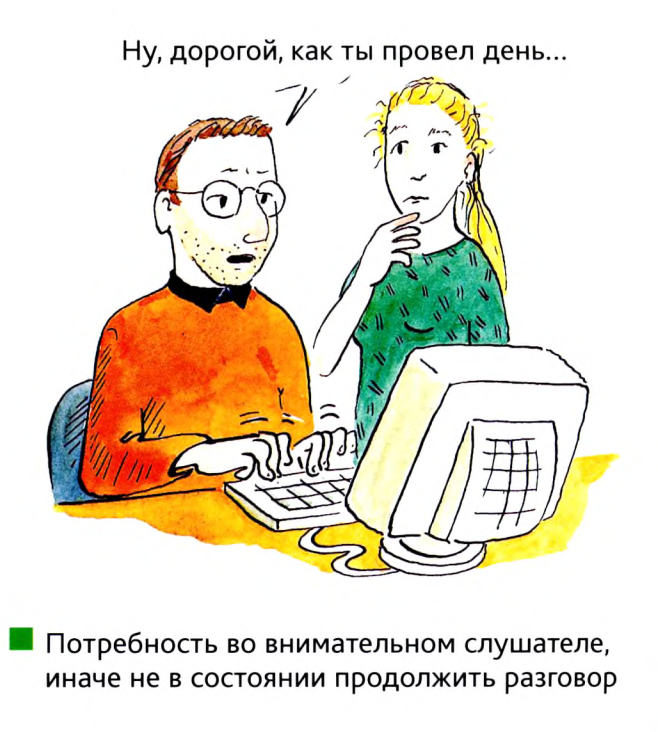 Ну, дорогой, как ты провел день...
Потребность во внимательном слушателе,
иначе не в состоянии продолжить разговор